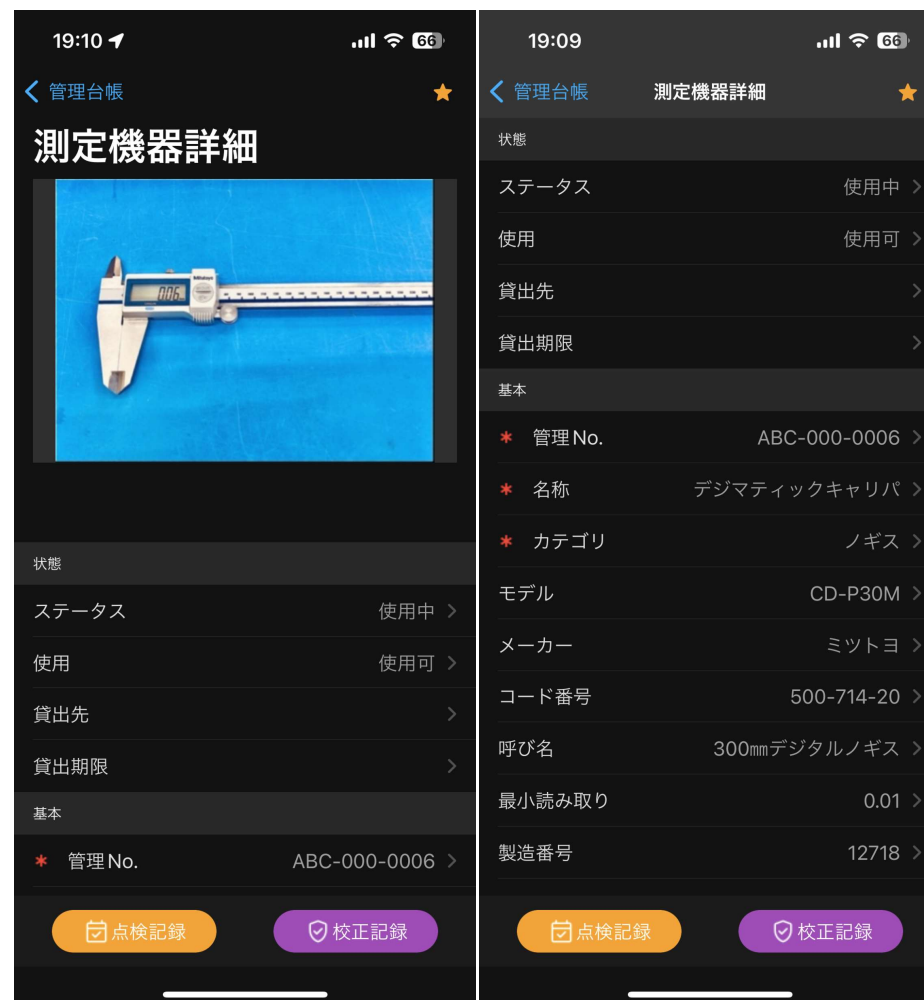 19:10
66
管理台帳
測定機器詳細
Mitutoyo
0.06
状態
ステータス 使用中
使用 使用可
貸出先
貸出期限
基本
* 管理No. ABC-000-0006
点検記録 校正記録
19:09
66
管理台帳 測定機器詳細
状態
ステータス 使用中
使用 使用可
貸出先
貸出期限
基本
* 管理No. ABC-000-0006
* 名称 デジマティックキャリパ
* カテゴリ ノギス
モデル CD-P30M
メーカー ミツトヨ
コード番号 500-714-20
呼び名 300㎜デジタルノギス
最小読み取り 0.01
製造番号 12718
点検記録 校正記録